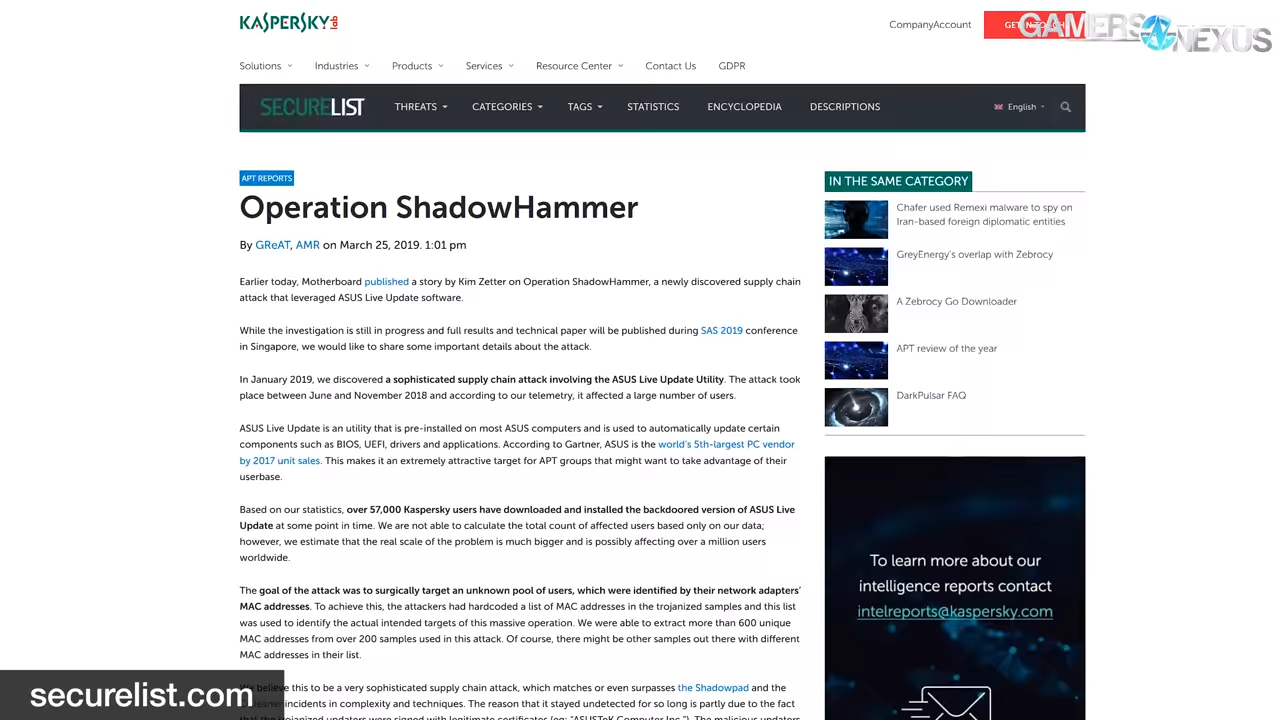 KASPERSKY lab
CompanyAccount
GAMERS NEXUS
Solutions
Industries
Products
Services
Resource Center
Contact Us
GDPR
SECURELIST
THREATS
CATEGORIES
TAGS
STATISTICS
ENCYCLOPEDIA
DESCRIPTIONS
English
APT REPORTS
Operation ShadowHammer
By GReAT, AMR on March 25, 2019. 1:01 pm
Earlier today, Motherboard published a story by Kim Zetter on Operation ShadowHammer, a newly discovered supply chain
attack that leveraged ASUS Live Update software.
While the investigation is still in progress and full results and technical paper will be published during SAS 2019 conference
in Singapore, we would like to share some important details about the attack.
In January 2019, we discovered a sophisticated supply chain attack involving the ASUS Live Update Utility. The attack took
place between June and November 2018 and according to our telemetry, it affected a large number of users.
ASUS Live Update is an utility that is pre-installed on most ASUS computers and is used to automatically update certain
components such as BIOS, UEFI, drivers and applications. According to Gartner, ASUS is the world's 5th-largest PC vendor
by 2017 unit sales. This makes it an extremely attractive target for APT groups that might want to take advantage of their
userbase.
Based on our statistics, over 57,000 Kaspersky users have downloaded and installed the backdoored version of ASUS Live
Update at some point in time. We are not able to calculate the total count of affected users based only on our data;
however, we estimate that the real scale of the problem is much bigger and is possibly affecting over a million users
worldwide.
The goal of the attack was to surgically target an unknown pool of users, which were identified by their network adapters'
MAC addresses. To achieve this, the attackers had hardcoded a list of MAC addresses in the trojanized samples and this list
was used to identify the actual intended targets of this massive operation. We were able to extract more than 600 unique
MAC addresses from over 200 samples used in this attack. Of course, there might be other samples out there with different
MAC addresses in their list.
believe this to be a very sophisticated supply chain attack, which matches or even surpasses the Shadowpad and the
incidents in complexity and techniques. The reason that it stayed undetected for so long is partly due to the fact
trojanized updaters were signed with legitimate certificates (eg: "ASUSTeK Computer Inc."). The malicious updaters
IN THE SAME CATEGORY
Chafer used Remexi malware to spy on
Iran-based foreign diplomatic entities
GreyEnergy's overlap with Zebrocy
A Zebrocy Go Downloader
APT review of the year
DarkPulsar FAQ
To learn more about our
intelligence reports contact
intelreports@kaspersky.com
securelist.com